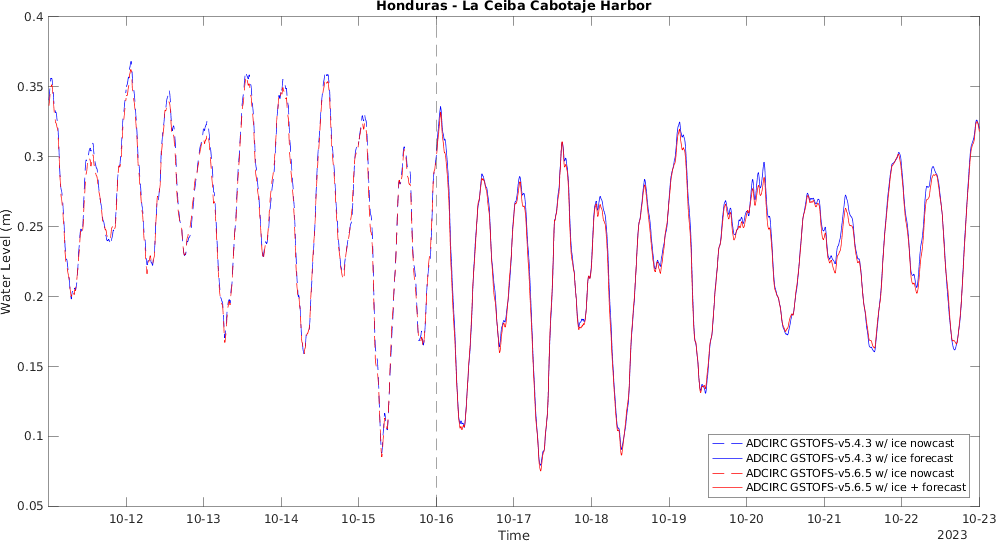 Honduras - La Ceiba Cabotaje Harbor
0.4
0.35
0.3
0.25
0.2
0.15
0.1
0.05
Water Level (m)
ADCIRC GSTOFS-v5.4.3 w/ ice nowcast
ADCIRC GSTOFS-v5.4.3 w/ ice forecast
ADCIRC GSTOFS-v5.6.5 w/ ice nowcast
ADCIRC GSTOFS-v5.6.5 w/ ice + forecast
10-12 10-13 10-14 10-15 10-16 10-17 10-18 10-19 10-20 10-21 10-22 10-23
Time
2023